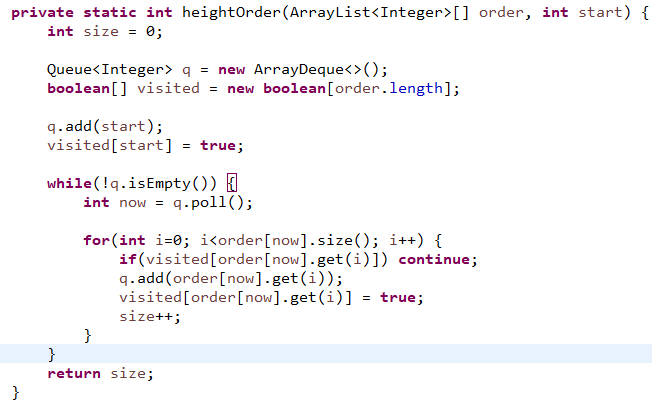 private static int heightOrder(ArrayList<Integer>[] order, int start) {
    int size = 0;

    Queue<Integer> q = new ArrayDeque<>();
    boolean[] visited = new boolean[order.length];

    q.add(start);
    visited[start] = true;

    while(!q.isEmpty()) {
        int now = q.poll();

        for(int i=0; i<order[now].size(); i++) {
            if(visited[order[now].get(i)]) continue;
            q.add(order[now].get(i));
            visited[order[now].get(i)] = true;
            size++;
        }
    }
    return size;
}